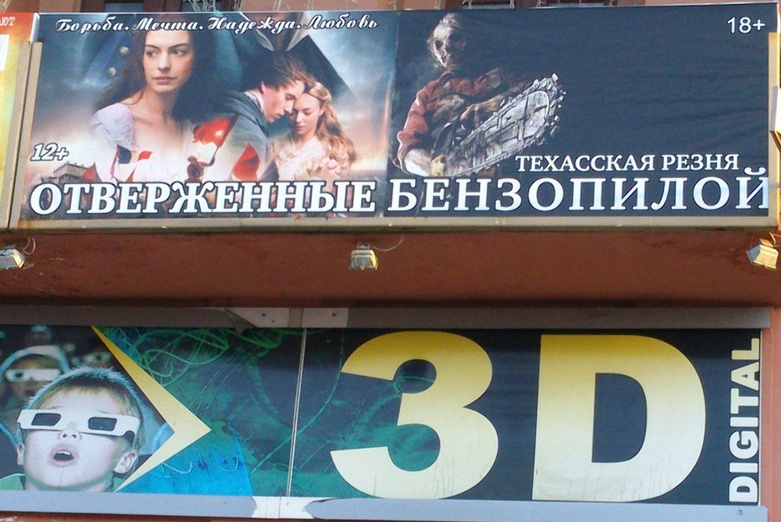 Борьба. Мечта. Надежда. Любовь
12+
ОТВЕРЖЕННЫЕ
18+
ТЕХАССКАЯ РЕЗНЯ
БЕНЗОПИЛОЙ
3D
DIGITAL